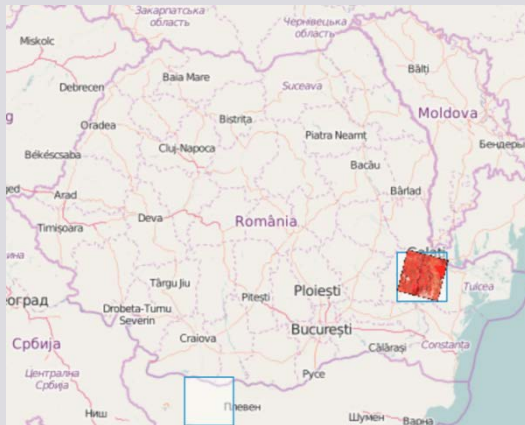 Закарпатська
область
Чернівецька
область
Miskolc
Bălți
Baia Mare
Suceava
Debrecen
Moldova
Oradea
Bistrița
Piatra Neamț
Cluj-Napoca
Бендеры
Békéscsaba
Bacău
Arad
Bârlad
Deva
România
Timișoara
Galați
Târgu Jiu
Pitești
Ploiești
Tulcea
Drobeta-Turnu
Severin
București
Craiova
Călărași
Constanta
Србија
Русе
Централна
Србија
Ниш
Плевен
Шумен
Варна